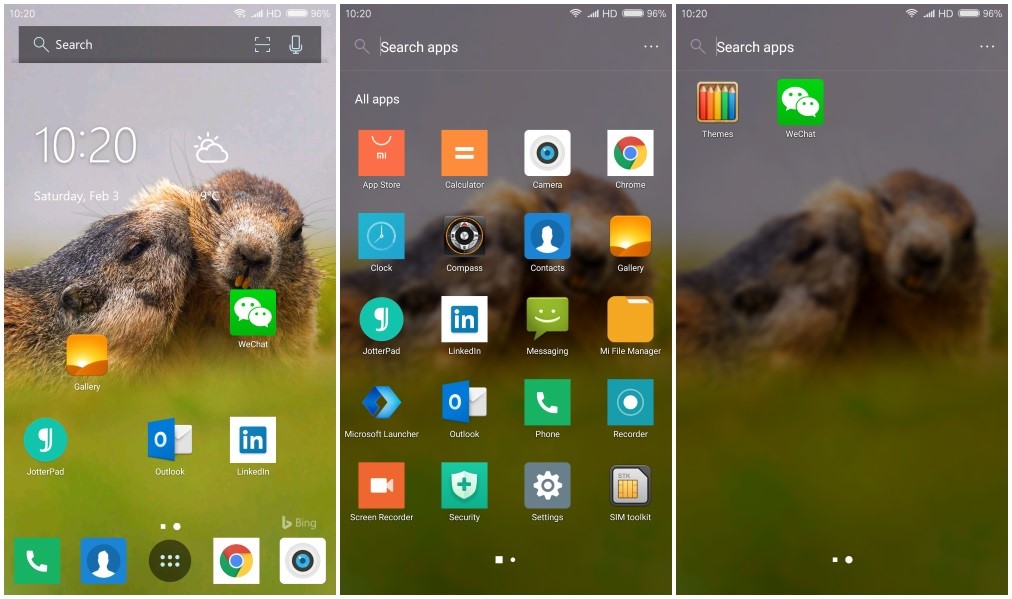 10:20
HD
96%
Search
10:20
Saturday, Feb 3
9°C
WeChat
Gallery
JotterPad
Outlook
LinkedIn
Bing
10:20
HD
96%
Search apps
All apps
mi
App Store
Calculator
Camera
Chrome
Clock
Compass
Contacts
Gallery
in
JotterPad
LinkedIn
Messaging
Mi File Manager
Microsoft Launcher
Outlook
Phone
Recorder
STK
Screen Recorder
Security
Settings
SIM toolkit
10:20
HD
96%
Search apps
Themes
WeChat